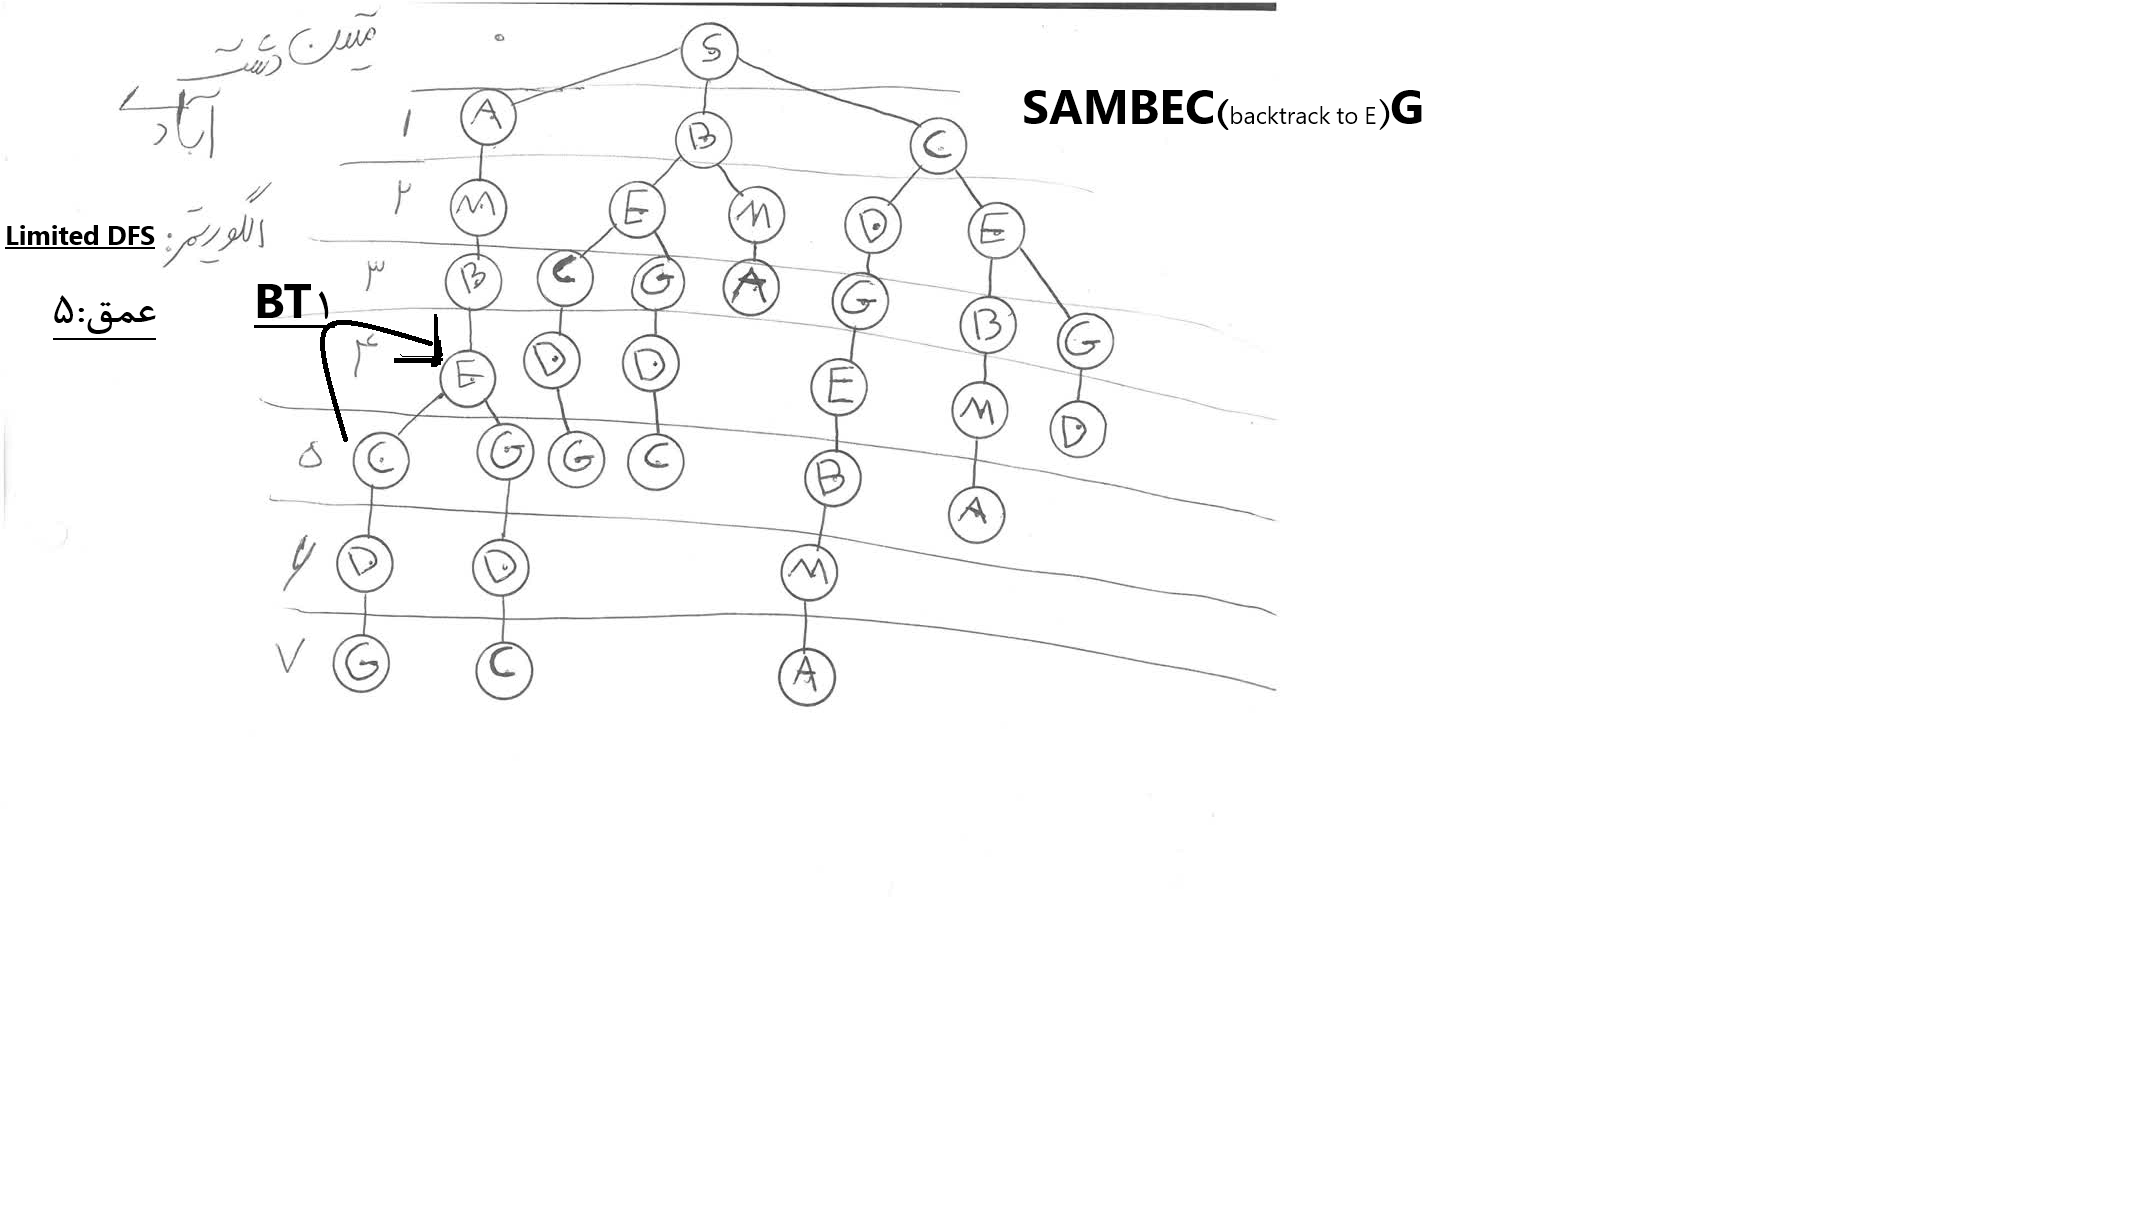 متین دشت
آبادی
الگوریتم: Limited DFS
عمق:۵
SAMBEC(backtrack to E)G
BT۱
۰ S
۱ A B C
۲ M E M D E
۳ B C G A G B G
۴ E D D E M D
۵ C G G C B A
۶ D D M
۷ G C A